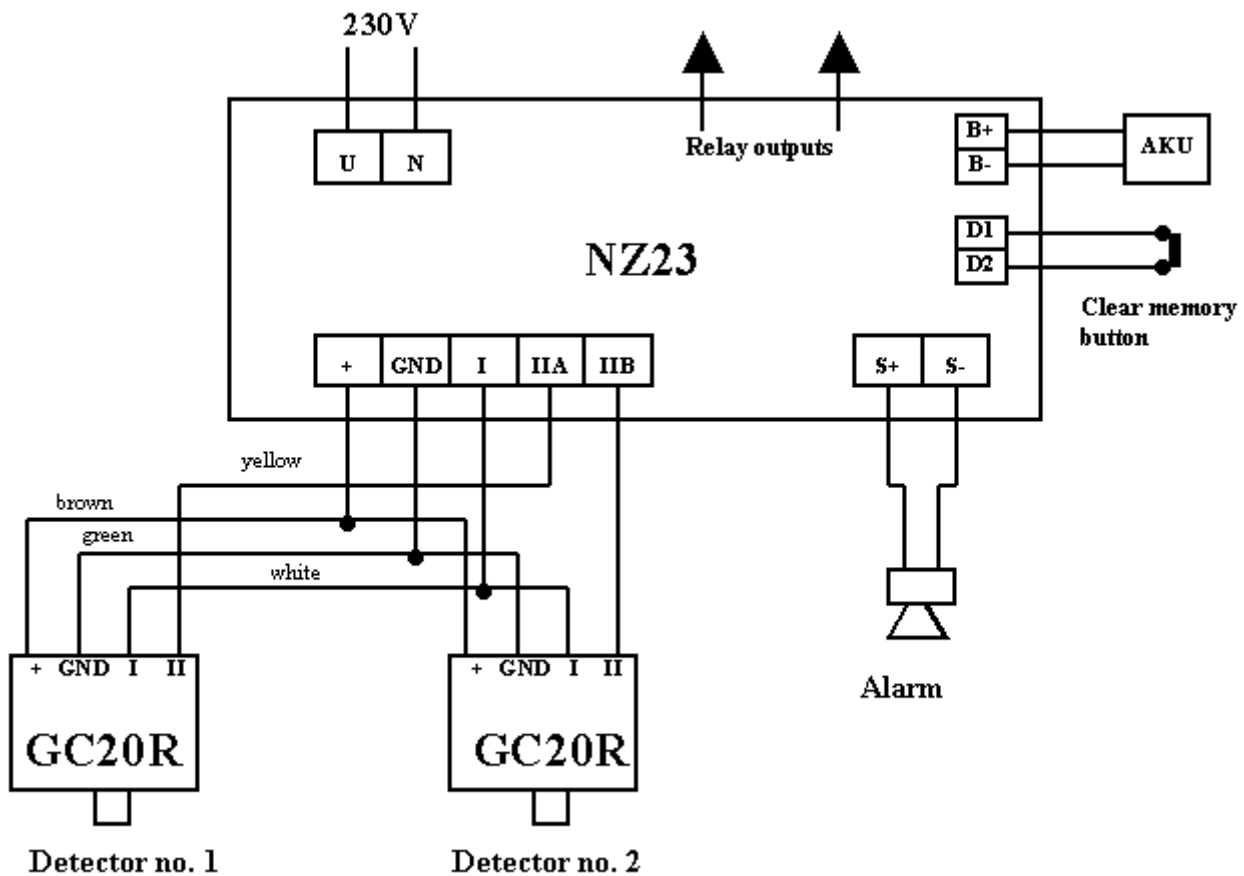 230V
U N
Relay outputs
B+
B-
AKU
D1
D2
NZ23
Clear memory
button
+ GND I IIA IIB
S+ S-
yellow
brown
green
white
+ GND I II
+ GND I II
Alarm
GC20R
GC20R
Detector no. 1
Detector no. 2